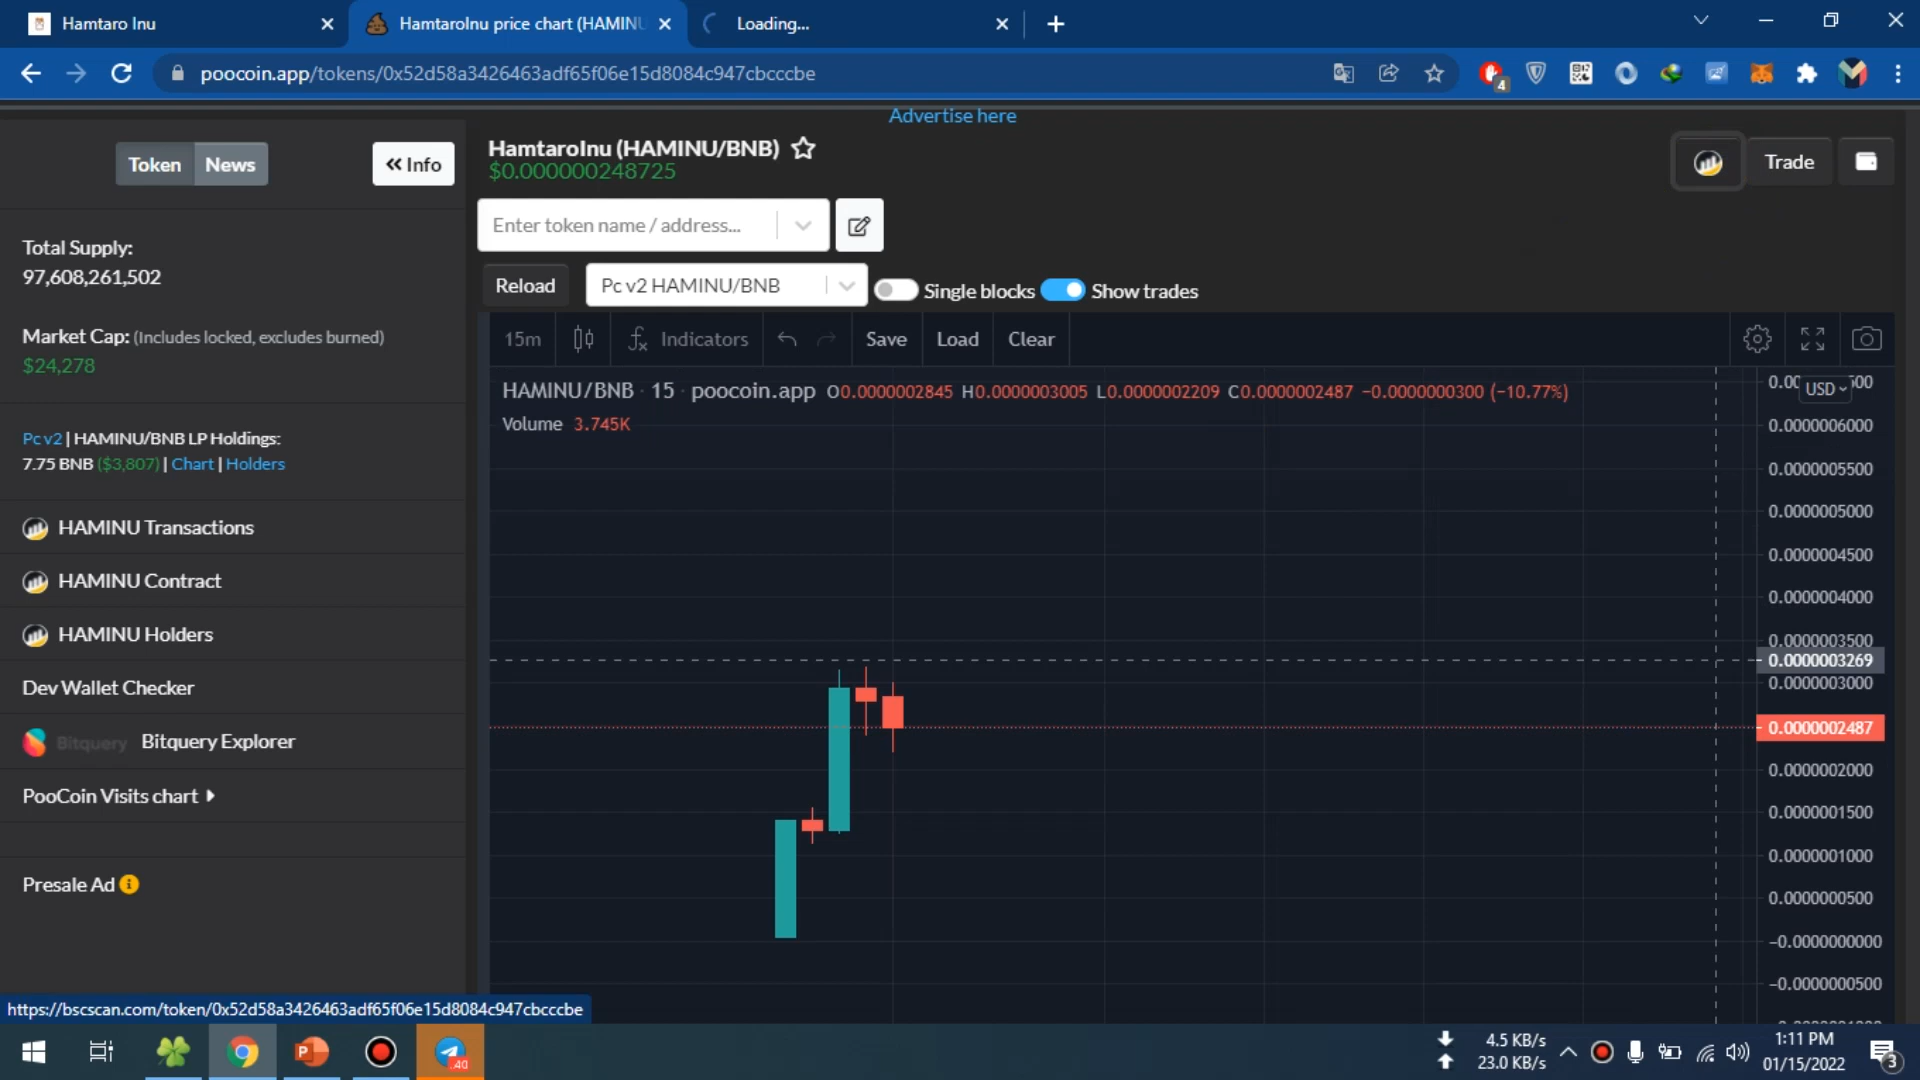 Hamtaro Inu
HamtaroInu price chart (HAMINU
Loading...
poocoin.app/tokens/0x52d58a3426463adf65f06e15d8084c947cbcccbe
4
Advertise here
Token
News
Info
HamtaroInu (HAMINU/BNB)
$0.000000248725
Trade
Enter token name / address...
Total Supply:
97,608,261,502
Reload
Pc v2 HAMINU/BNB
Single blocks
Show trades
Market Cap: (Includes locked, excludes burned)
$24,278
15m
Indicators
Save
Load
Clear
HAMINU/BNB · 15 · poocoin.app O0.0000002845 H0.0000003005 L0.0000002209 C0.0000002487 −0.0000000300 (−10.77%)
Volume 3.745K
USD
0.0000006000
0.0000005500
0.0000005000
0.0000004500
0.0000004000
0.0000003500
0.0000003269
0.0000003000
0.0000002487
0.0000002000
0.0000001500
0.0000001000
0.0000000500
−0.0000000000
−0.0000000500
Pc v2 | HAMINU/BNB LP Holdings:
7.75 BNB ($3,807) | Chart | Holders
HAMINU Transactions
HAMINU Contract
HAMINU Holders
Dev Wallet Checker
Bitquery
Bitquery Explorer
PooCoin Visits chart
Presale Ad
https://bscscan.com/token/0x52d58a3426463adf65f06e15d8084c947cbcccbe
P
.40
4.5 KB/s
23.0 KB/s
1:11 PM
01/15/2022
3